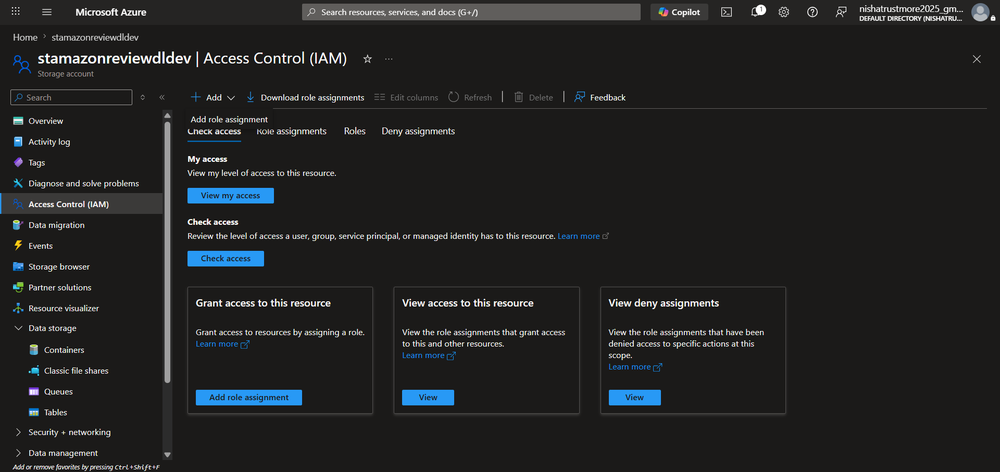 Microsoft Azure
Search resources, services, and docs (G+/)
Copilot
1
nishatrustmore2025_gm...
DEFAULT DIRECTORY (NISHATRU...
Home
stamazonreviewdldev
stamazonreviewdldev | Access Control (IAM)
Storage account
Search
Add
Download role assignments
Edit columns
Refresh
Delete
Feedback
Add role assignment
Check access
Role assignments
Roles
Deny assignments
Overview
Activity log
Tags
Diagnose and solve problems
Access Control (IAM)
Data migration
Events
Storage browser
Partner solutions
Resource visualizer
Data storage
Containers
Classic file shares
Queues
Tables
Security + networking
Data management
Add or remove favorites by pressing Ctrl+Shift+F
My access
View my level of access to this resource.
View my access
Check access
Review the level of access a user, group, service principal, or managed identity has to this resource. Learn more
Check access
Grant access to this resource
Grant access to resources by assigning a role.
Learn more
Add role assignment
View access to this resource
View the role assignments that grant access
to this and other resources.
Learn more
View
View deny assignments
View the role assignments that have been
denied access to specific actions at this
scope.
Learn more
View